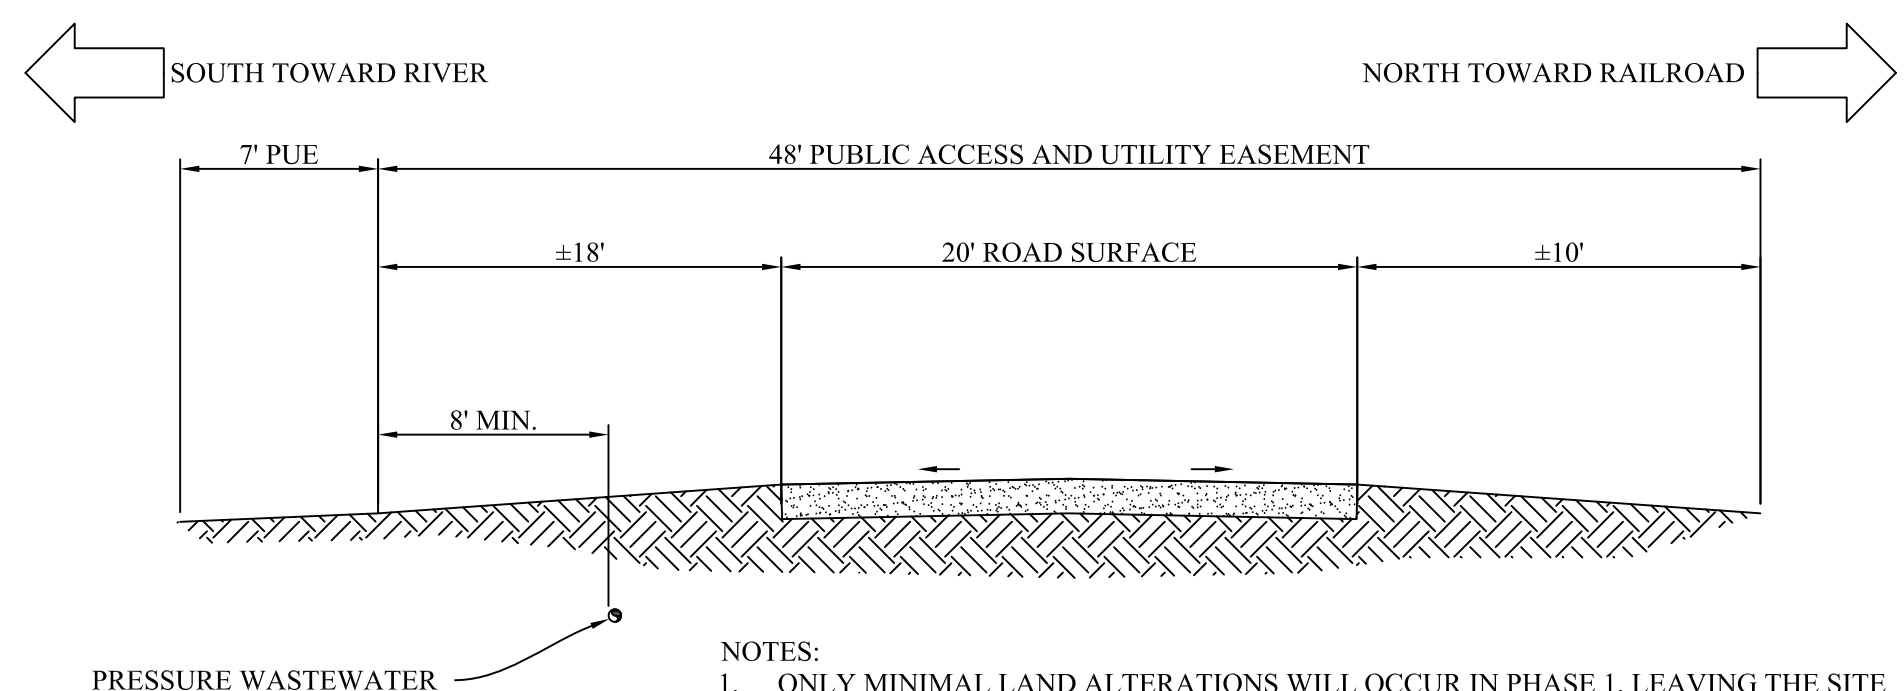 SOUTH TOWARD RIVER
NORTH TOWARD RAILROAD
7' PUE
48' PUBLIC ACCESS AND UTILITY EASEMENT
±18'
20' ROAD SURFACE
±10'
8' MIN.
NOTES:
PRESSURE WASTEWATER
1. ONLY MINIMAL LAND ALTERATIONS WILL OCCUR IN PHASE 1, LEAVING THE SITE